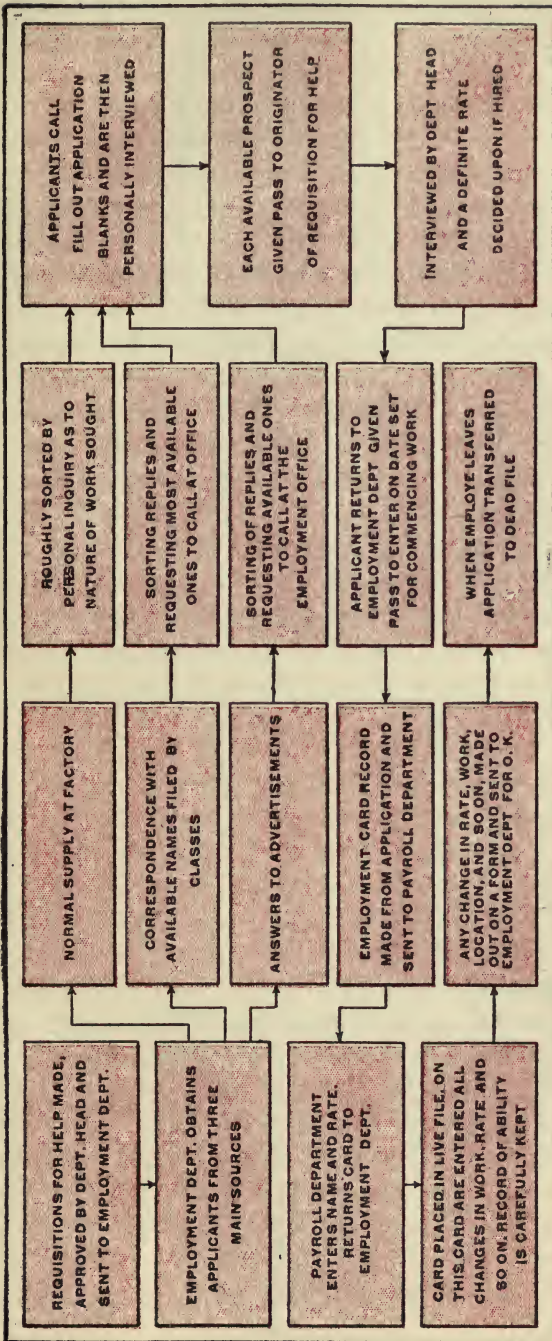 REQUISITIONS FOR HELP MADE,
APPROVED BY DEPT. HEAD AND
SENT TO EMPLOYMENT DEPT.
EMPLOYMENT DEPT. OBTAINS
APPLICANTS FROM THREE
MAIN SOURCES
NORMAL SUPPLY AT FACTORY
CORRESPONDENCE WITH
AVAILABLE NAMES FILED BY
CLASSES
ANSWERS TO ADVERTISEMENTS
ROUGHLY SORTED BY
PERSONAL INQUIRY AS TO
NATURE OF WORK SOUGHT
SORTING REPLIES AND
REQUESTING MOST AVAILABLE
ONES TO CALL AT OFFICE
SORTING OF REPLIES AND
REQUESTING AVAILABLE ONES
TO CALL AT THE
EMPLOYMENT OFFICE
APPLICANTS CALL
FILL OUT APPLICATION
BLANKS AND ARE THEN
PERSONALLY INTERVIEWED
EACH AVAILABLE PROSPECT
GIVEN PASS TO ORIGINATOR
OF REQUISITION FOR HELP
INTERVIEWED BY DEPT HEAD
AND A DEFINITE RATE
DECIDED UPON IF HIRED
APPLICANT RETURNS TO
EMPLOYMENT DEPT GIVEN
PASS TO ENTER ON DATE SET
FOR COMMENCING WORK
EMPLOYMENT CARD RECORD
MADE FROM APPLICATION AND
SENT TO PAYROLL DEPARTMENT
PAYROLL DEPARTMENT
ENTERS NAME AND RATE.
RETURNS CARD TO
EMPLOYMENT DEPT.
CARD PLACED IN LIVE FILE, ON
THIS CARD ARE ENTERED ALL
CHANGES IN WORK, RATE AND
SO ON. RECORD OF ABILITY
IS CAREFULLY KEPT
ANY CHANGE IN RATE, WORK,
LOCATION, AND SO ON, MADE
OUT ON A FORM AND SENT TO
EMPLOYMENT DEPT FOR O. K.
WHEN EMPLOYE LEAVES
APPLICATION TRANSFERRED
TO DEAD FILE